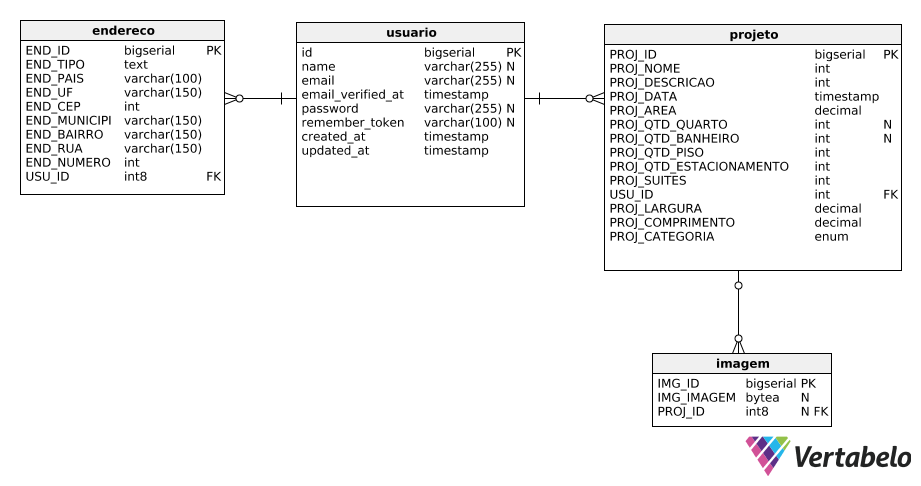 endereco
END_ID bigserial PK
END_TIPO text
END_PAIS varchar(100)
END_UF varchar(150)
END_CEP int
END_MUNICIPI varchar(150)
END_BAIRRO varchar(150)
END_RUA varchar(150)
END_NUMERO int
USU_ID int8 FK
usuario
id bigserial PK
name varchar(255) N
email varchar(255) N
email_verified_at timestamp
password varchar(255) N
remember_token varchar(100) N
created_at timestamp
updated_at timestamp
projeto
PROJ_ID bigserial PK
PROJ_NOME int
PROJ_DESCRICAO int
PROJ_DATA timestamp
PROJ_AREA decimal
PROJ_QTD_QUARTO int N
PROJ_QTD_BANHEIRO int N
PROJ_QTD_PISO int
PROJ_QTD_ESTACIONAMENTO int
PROJ_SUITES int
USU_ID int FK
PROJ_LARGURA decimal
PROJ_COMPRIMENTO decimal
PROJ_CATEGORIA enum
imagem
IMG_ID bigserial PK
IMG_IMAGEM bytea N
PROJ_ID int8 N FK
Vertabelo